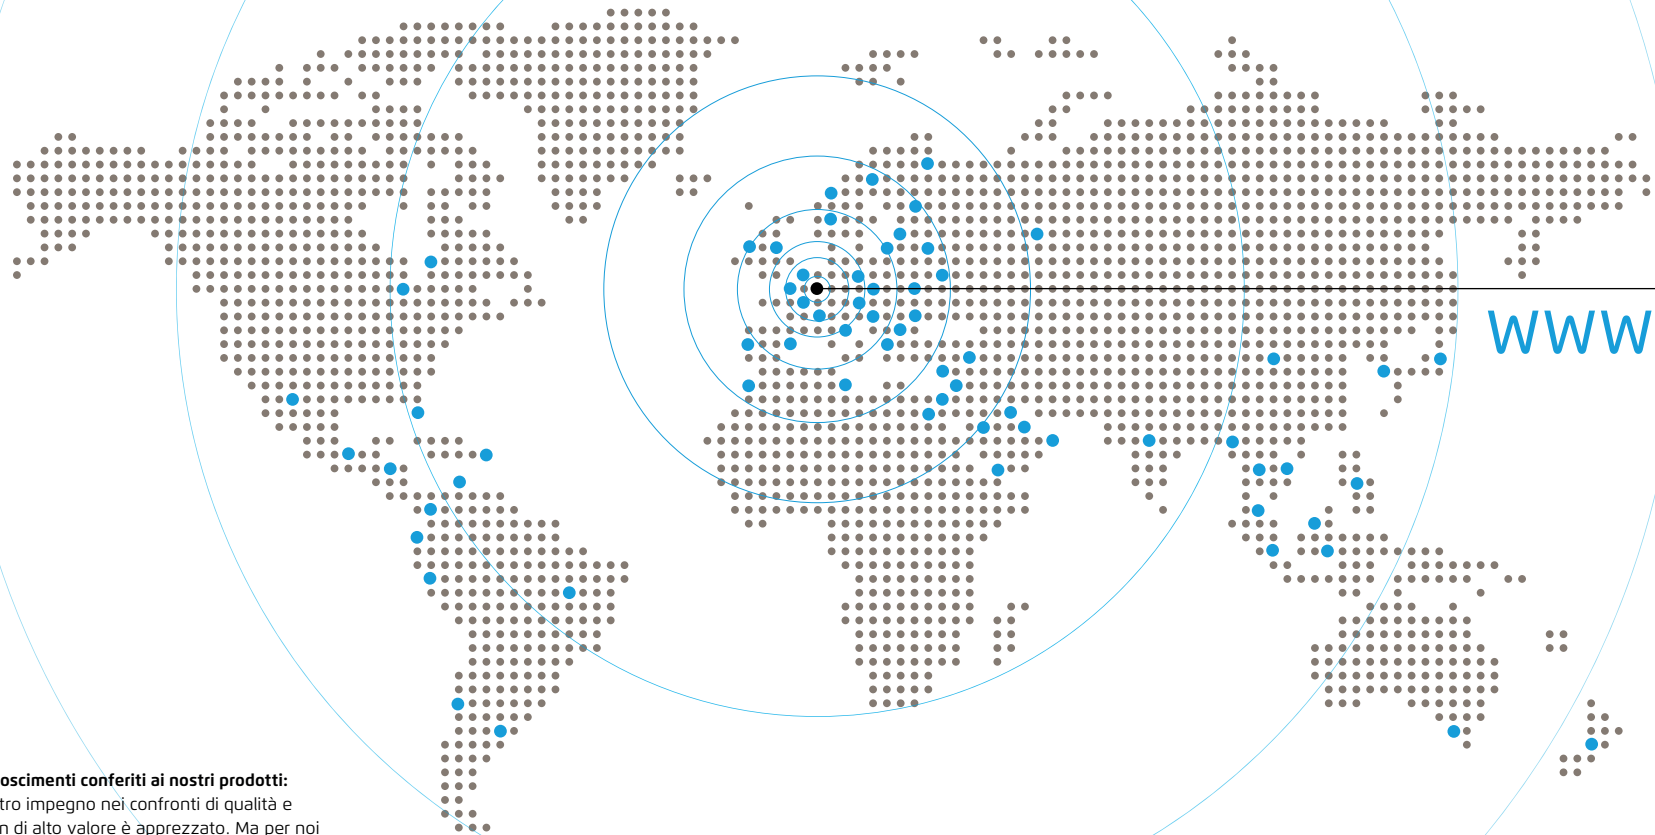 www
oscimenti conferiti ai nostri prodotti:
tro impegno nei confronti di qualità e
n di alto valore è apprezzato. Ma per noi